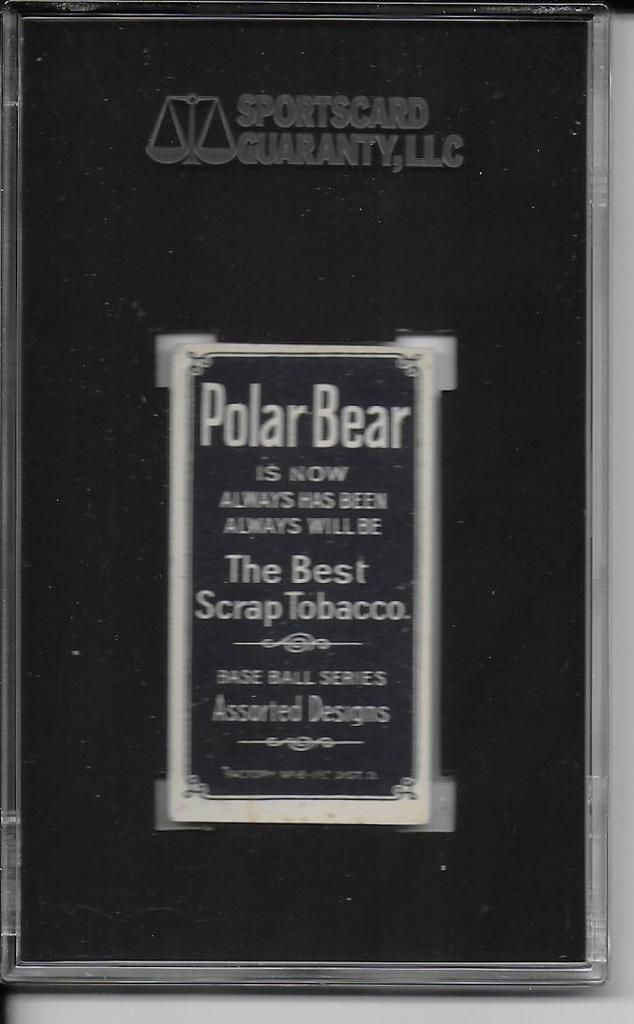 SPORTSCARD
GUARANTY, LLC
Polar Bear
IS NOW
ALWAYS HAS BEEN
ALWAYS WILL BE
The Best
Scrap Tobacco.
BASE BALL SERIES
Assorted Designs
FACTORY